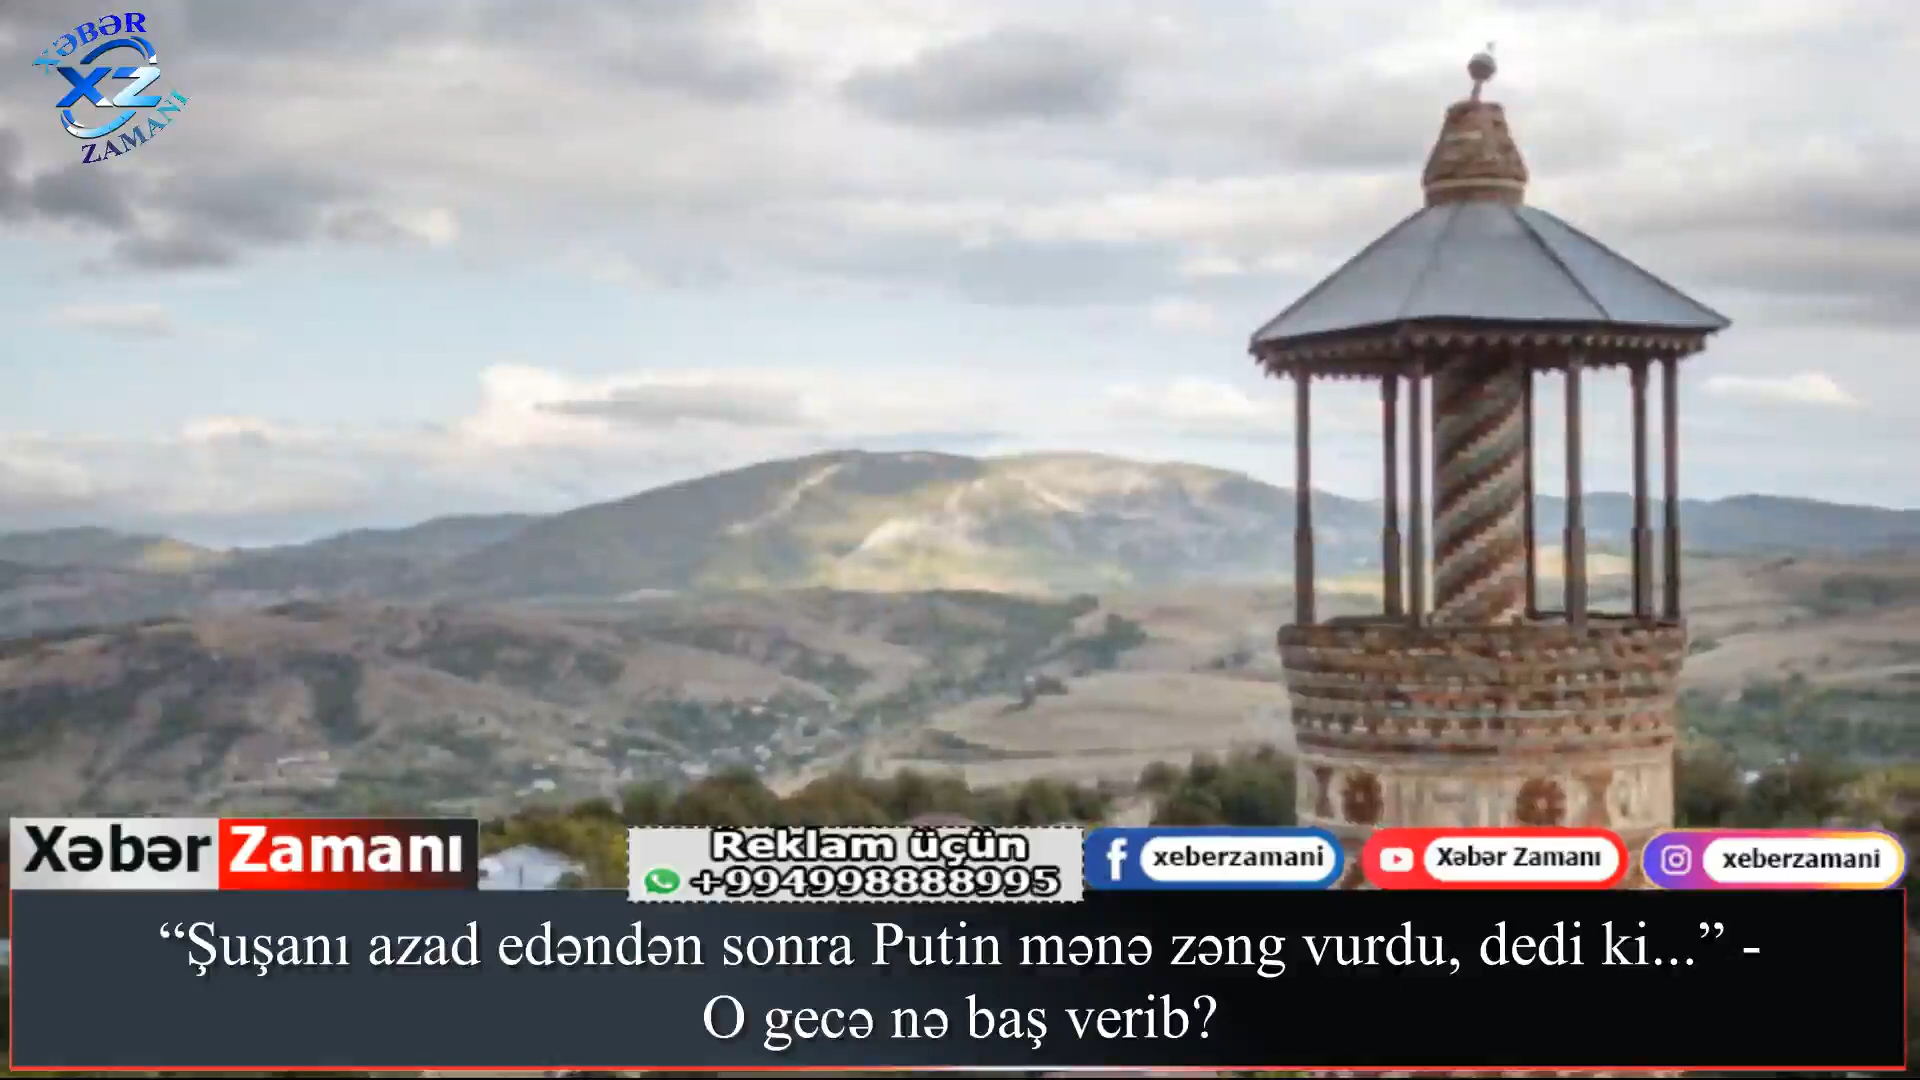 XƏBƏR
XZ
ZAMANI
Xəbər Zamanı
Reklam üçün
+994998888995
xeberzamani
Xəbər Zamanı
xeberzamani
“Şuşanı azad edəndən sonra Putin mənə zəng vurdu, dedi ki...” -
O gecə nə baş verib?